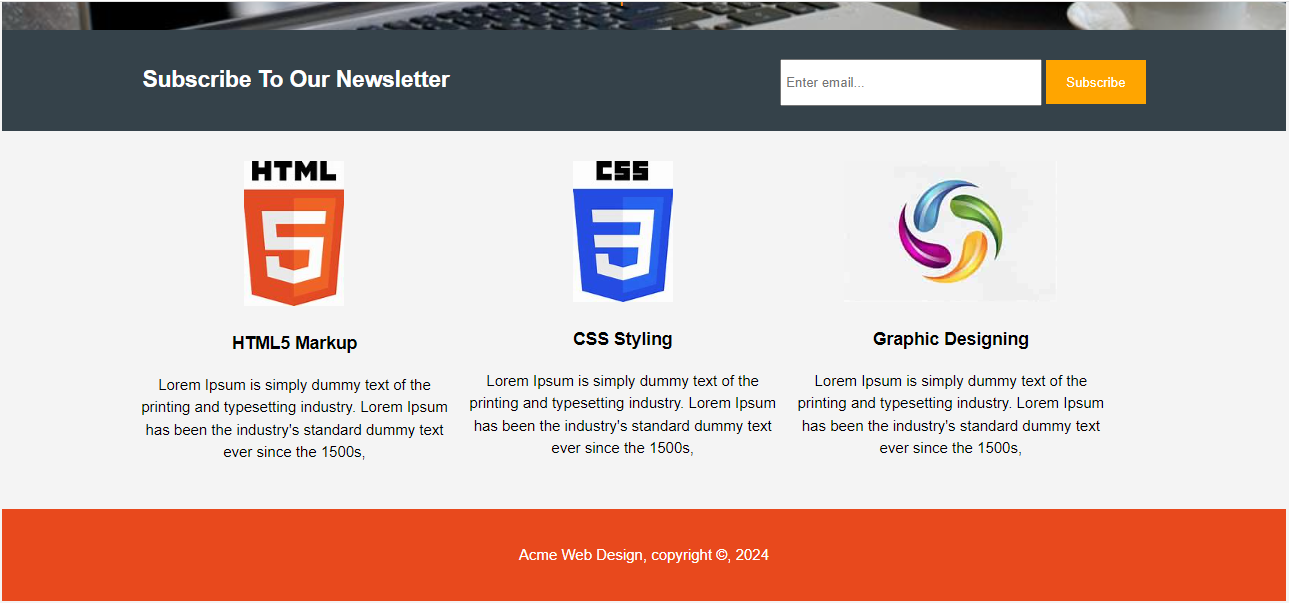 Subscribe To Our Newsletter
Enter email...
Subscribe
HTML
5
HTML5 Markup
Lorem Ipsum is simply dummy text of the
printing and typesetting industry. Lorem Ipsum
has been the industry's standard dummy text
ever since the 1500s,
CSS
3
CSS Styling
Lorem Ipsum is simply dummy text of the
printing and typesetting industry. Lorem Ipsum
has been the industry's standard dummy text
ever since the 1500s,
Graphic Designing
Lorem Ipsum is simply dummy text of the
printing and typesetting industry. Lorem Ipsum
has been the industry's standard dummy text
ever since the 1500s,
Acme Web Design, copyright ©, 2024